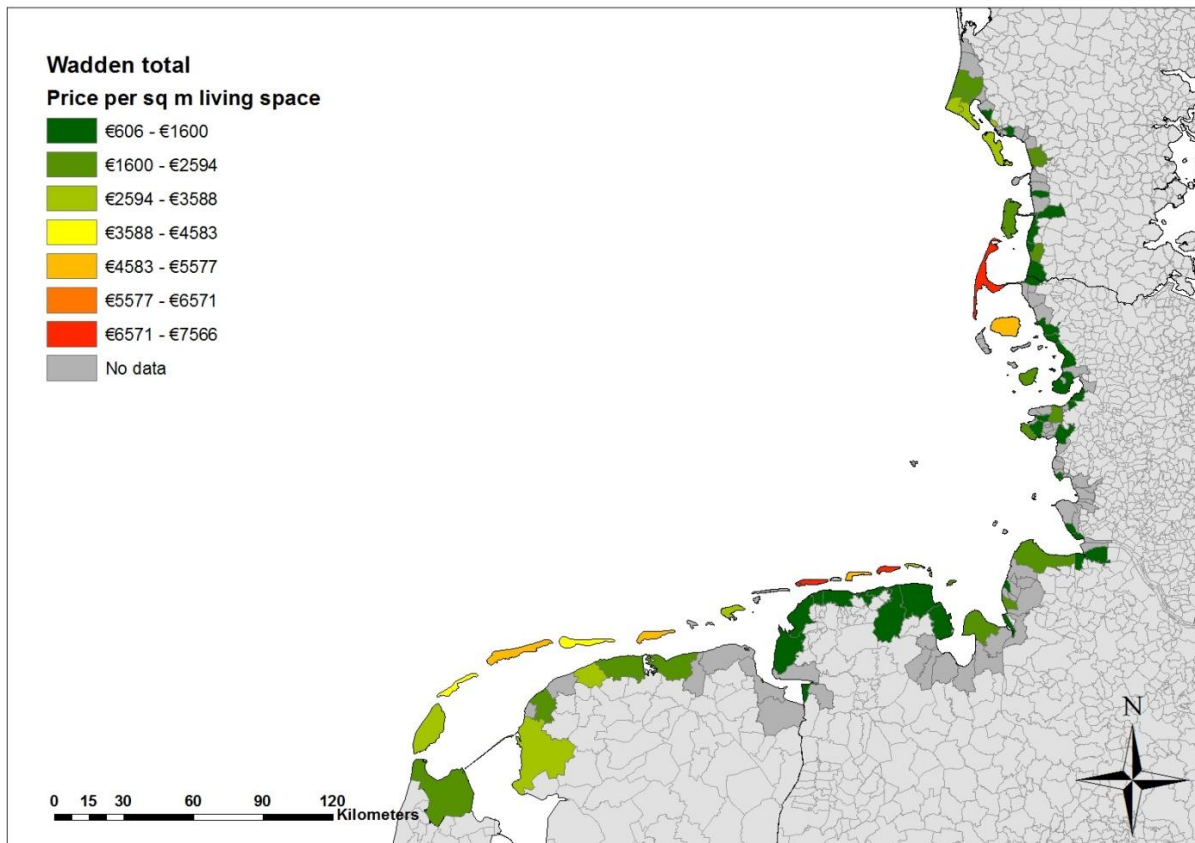 Wadden total
Price per sq m living space
€606 - €1600
€1600 - €2594
€2594 - €3588
€3588 - €4583
€4583 - €5577
€5577 - €6571
€6571 - €7566
No data
N
0 15 30 60 90 120
Kilometers